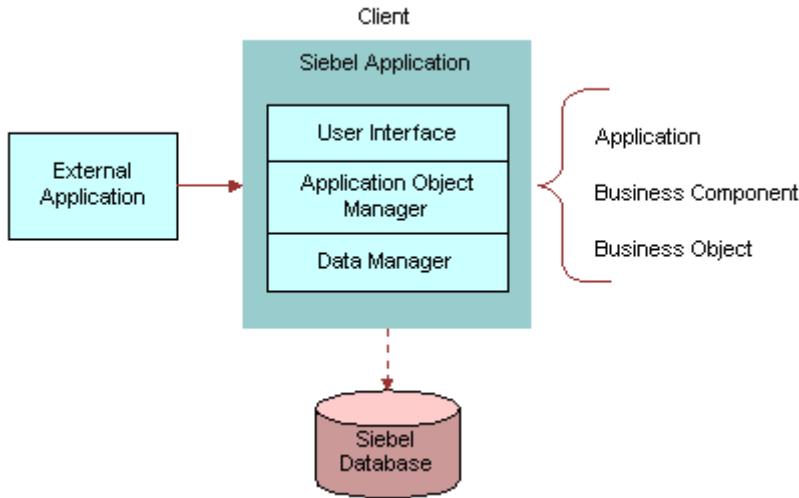 Client
Siebel Application
User Interface
Application Object
Manager
Data Manager
External
Application
Application
Business Component
Business Object
Siebel
Database